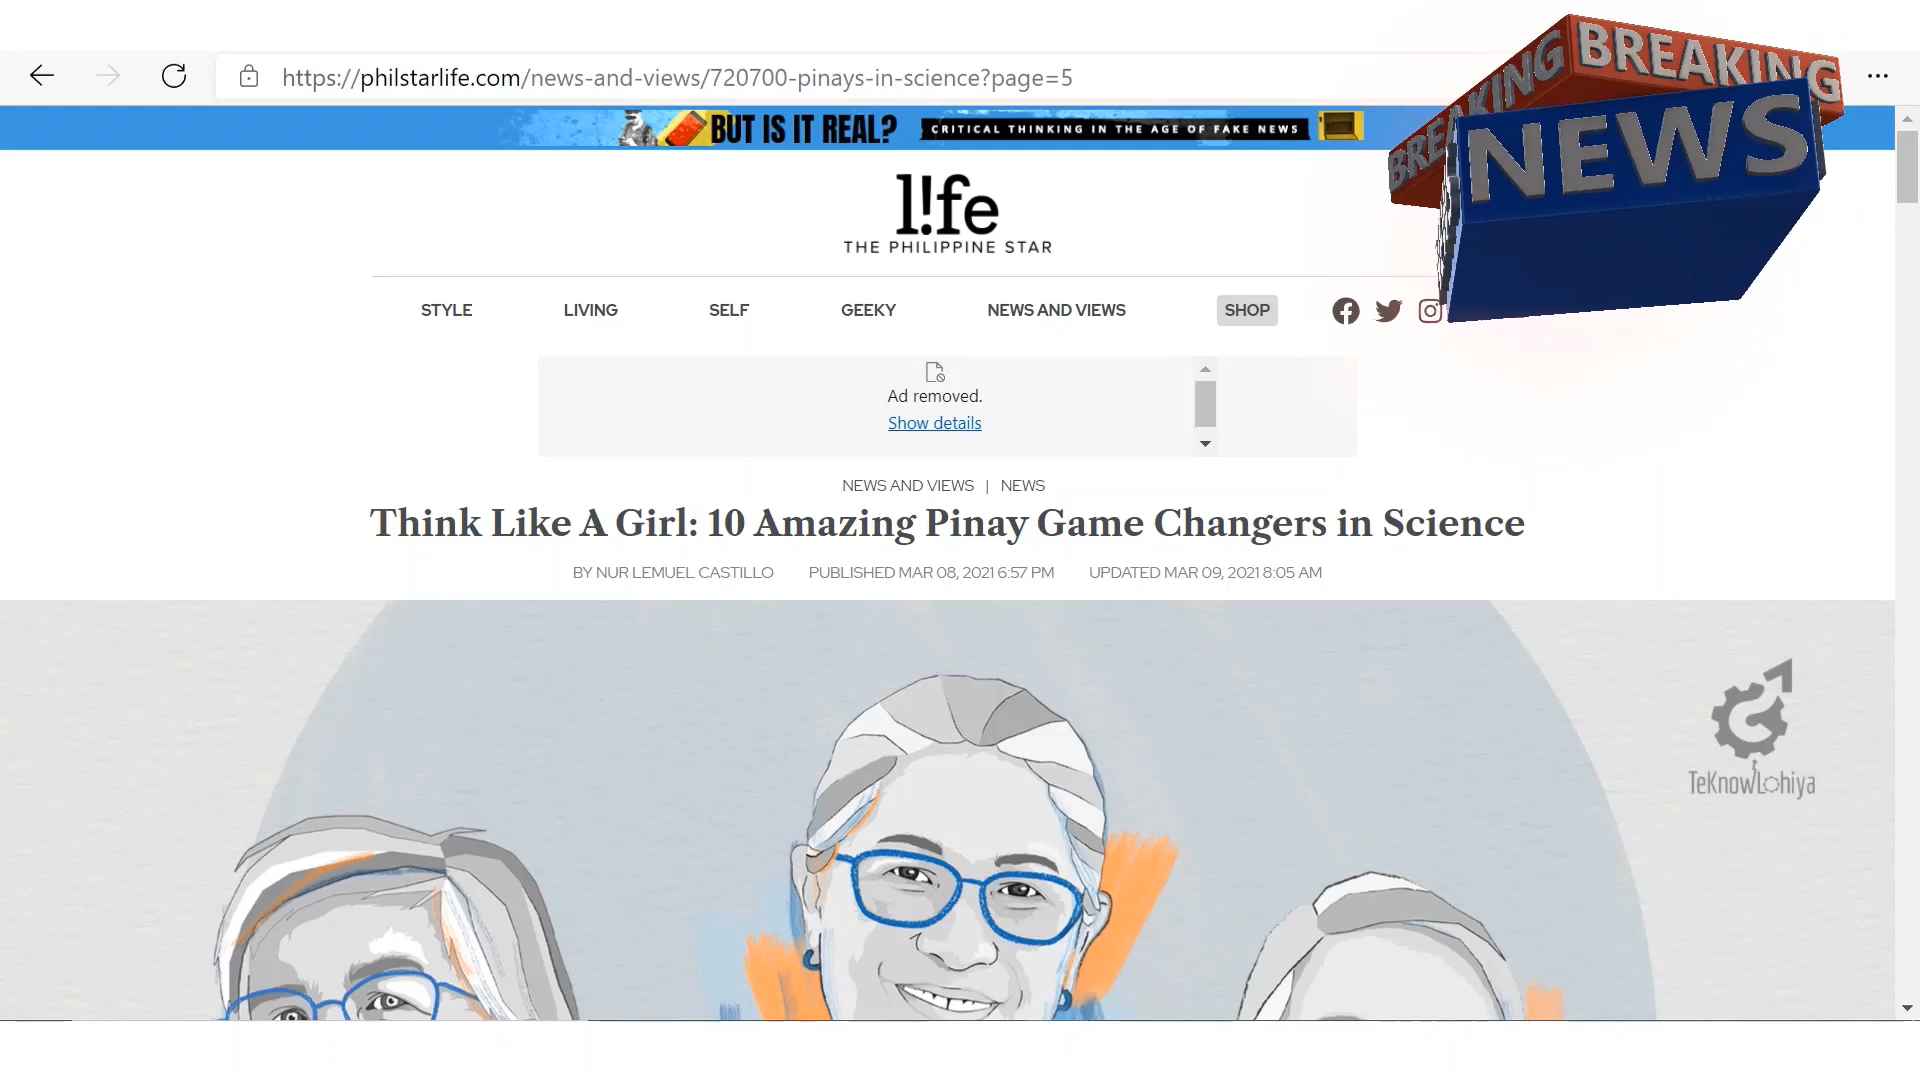 https://philstarlife.com/news-and-views/720700-pinays-in-science?page=5
BREAKING
BREAKING
NEWS
BUT IS IT REAL?
CRITICAL THINKING IN THE AGE OF FAKE NEWS
l!fe
THE PHILIPPINE STAR
STYLE
LIVING
SELF
GEEKY
NEWS AND VIEWS
SHOP
Ad removed.
Show details
NEWS AND VIEWS | NEWS
Think Like A Girl: 10 Amazing Pinay Game Changers in Science
BY NUR LEMUEL CASTILLO PUBLISHED MAR 08, 2021 6:57 PM UPDATED MAR 09, 2021 8:05 AM
TeKnowLohiya